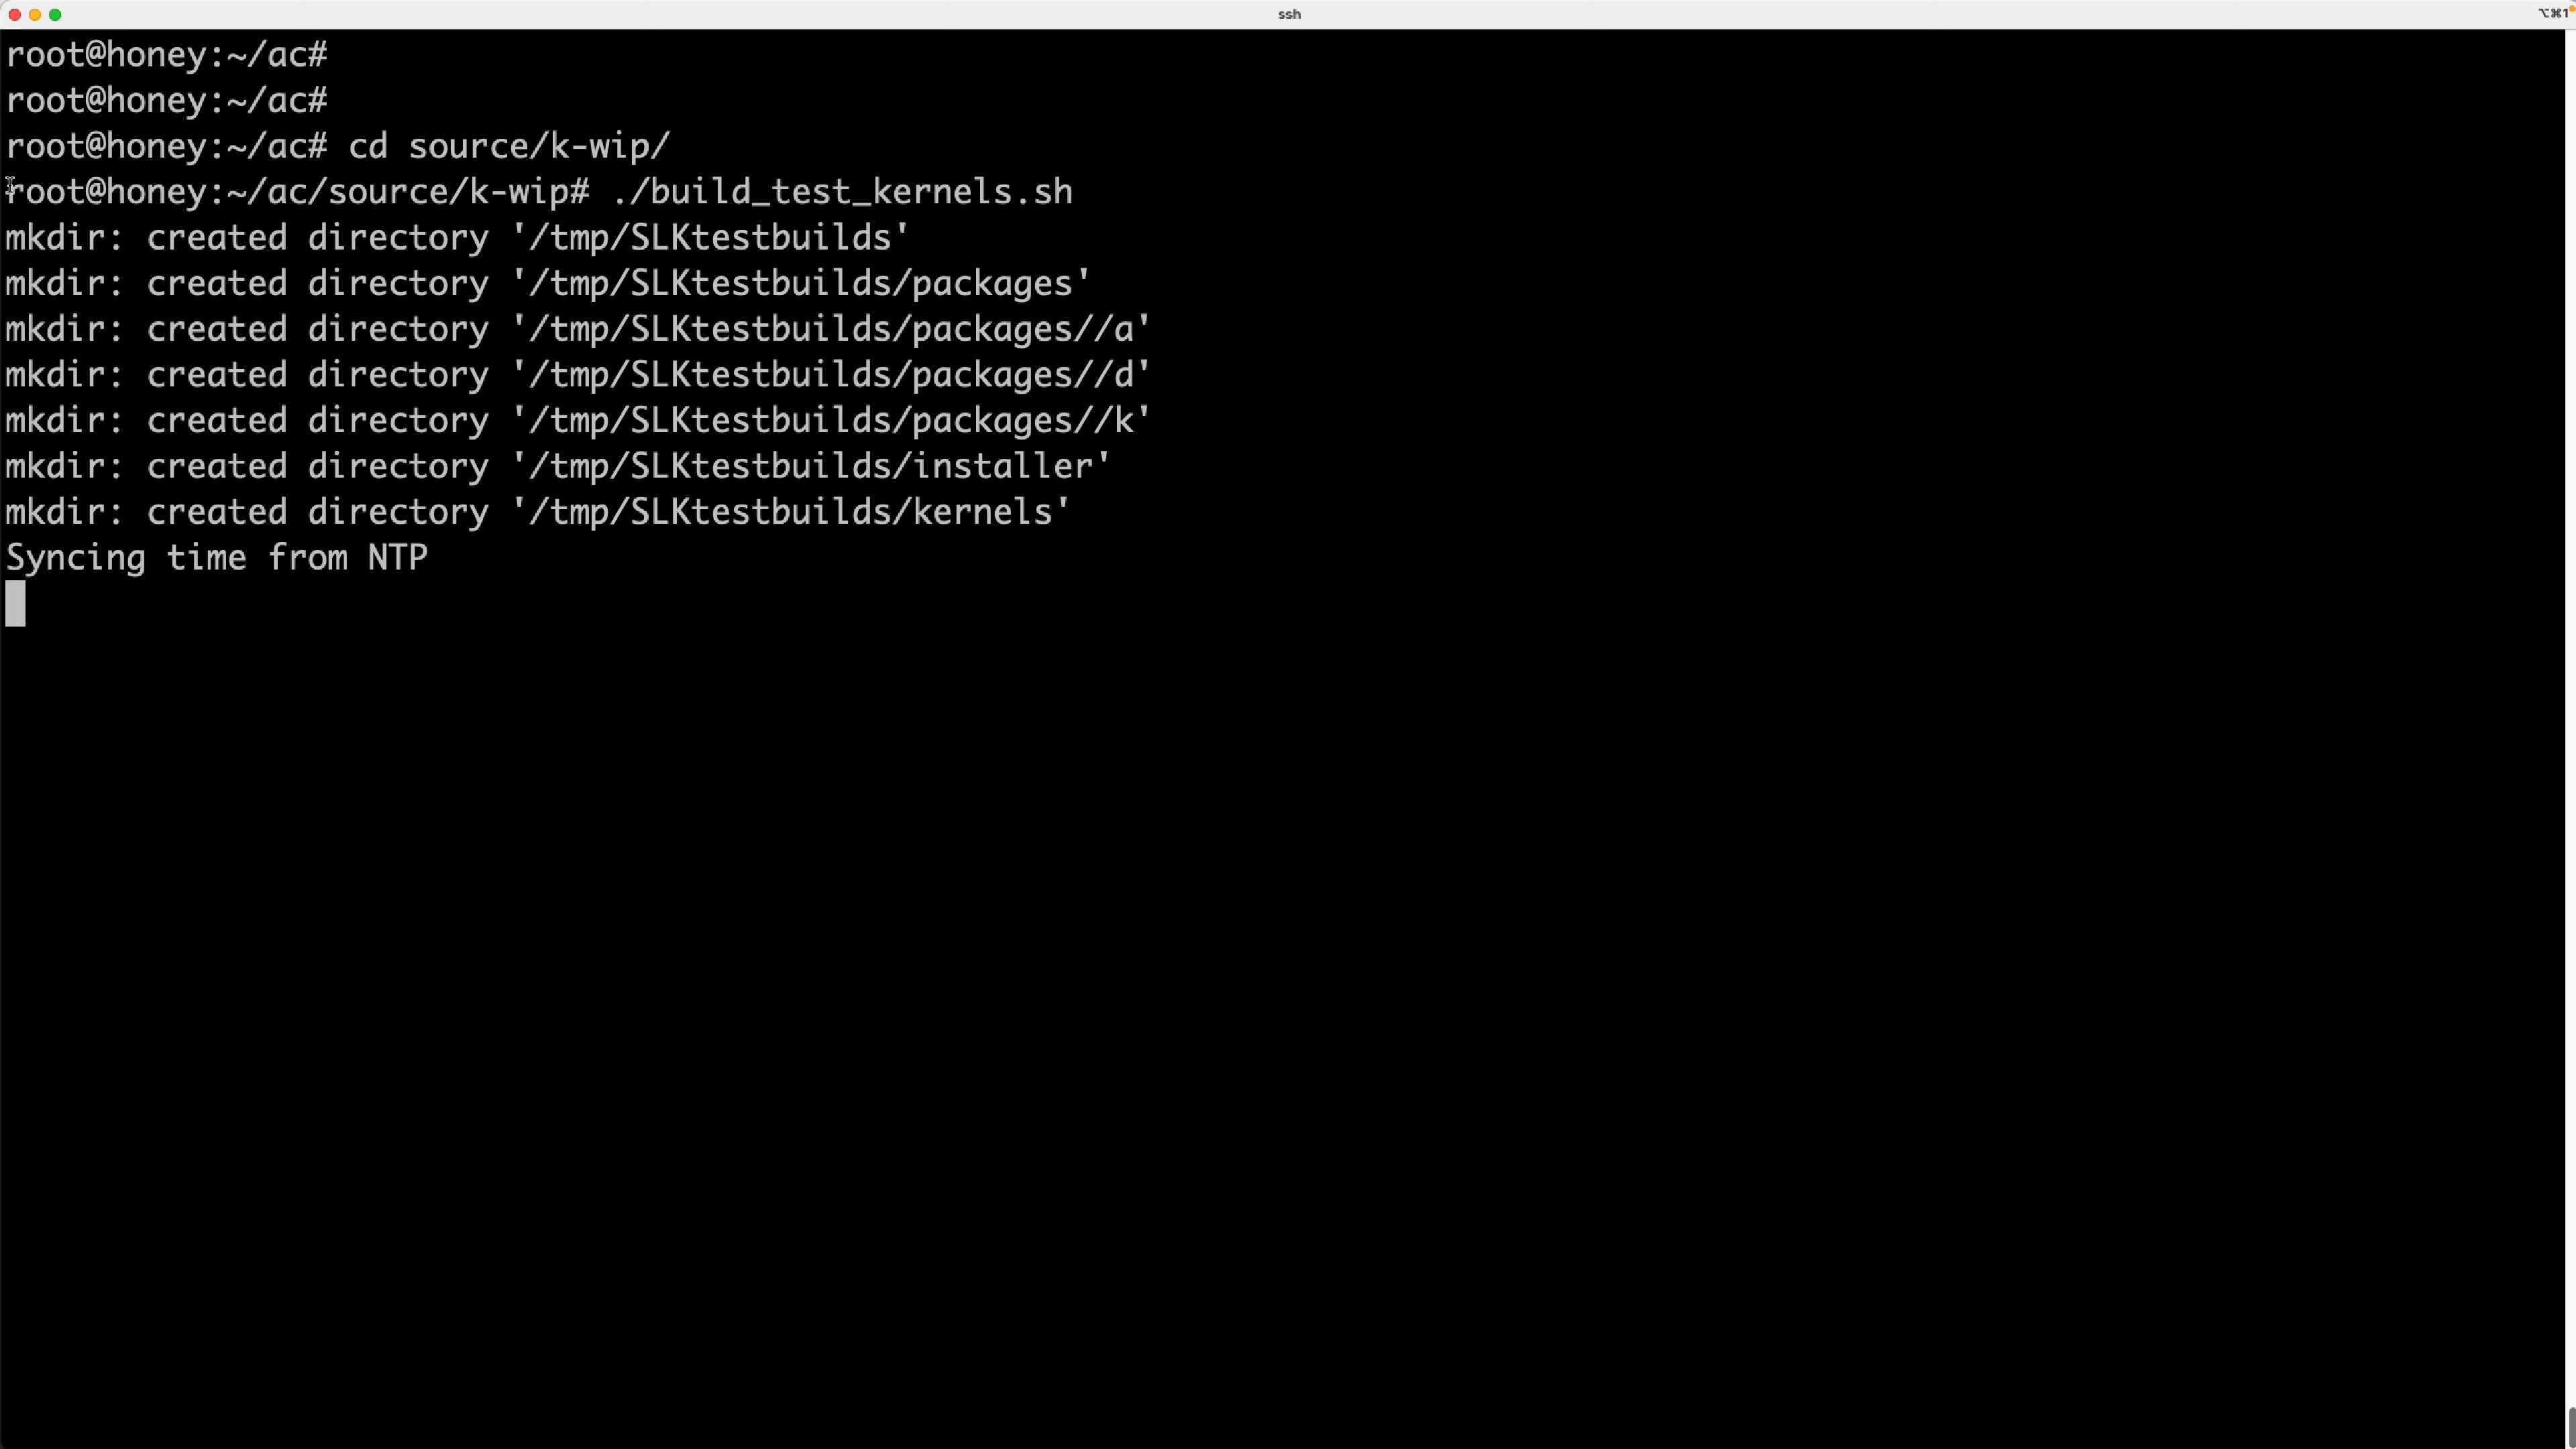 ssh
⌥⌘1
root@honey:~/ac#
root@honey:~/ac#
root@honey:~/ac# cd source/k-wip/
root@honey:~/ac/source/k-wip# ./build_test_kernels.sh
mkdir: created directory '/tmp/SLKtestbuilds'
mkdir: created directory '/tmp/SLKtestbuilds/packages'
mkdir: created directory '/tmp/SLKtestbuilds/packages//a'
mkdir: created directory '/tmp/SLKtestbuilds/packages//d'
mkdir: created directory '/tmp/SLKtestbuilds/packages//k'
mkdir: created directory '/tmp/SLKtestbuilds/installer'
mkdir: created directory '/tmp/SLKtestbuilds/kernels'
Syncing time from NTP